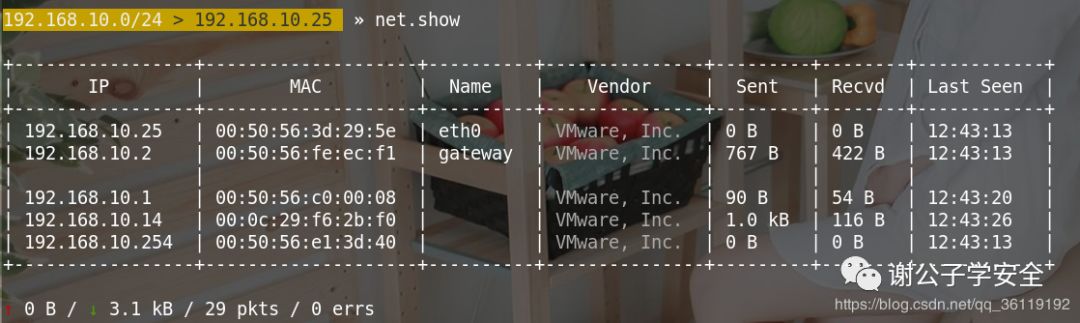 192.168.10.0/24 > 192.168.10.25 » net.show
+-----------------+-------------------+---------+--------------+--------+-------+-----------+
| IP | MAC | Name | Vendor | Sent | Recvd | Last Seen |
+-----------------+-------------------+---------+--------------+--------+-------+-----------+
| 192.168.10.25 | 00:50:56:3d:29:5e | eth0 | VMware, Inc. | 0 B | 0 B | 12:43:13 |
| 192.168.10.2 | 00:50:56:fe:ec:f1 | gateway | VMware, Inc. | 767 B | 422 B | 12:43:13 |
| | | | | | | |
| 192.168.10.1 | 00:50:56:c0:00:08 | | VMware, Inc. | 90 B | 54 B | 12:43:20 |
| 192.168.10.14 | 00:0c:29:f6:2b:f0 | | VMware, Inc. | 1.0 kB | 116 B | 12:43:26 |
| 192.168.10.254 | 00:50:56:e1:3d:40 | | VMware, Inc. | 0 B | 0 B | 12:43:13 |
+-----------------+-------------------+---------+--------------+--------+-------+-----------+
↑ 0 B / ↓ 3.1 kB / 29 pkts / 0 errs
谢公子学安全
https://blog.csdn.net/qq_36119192